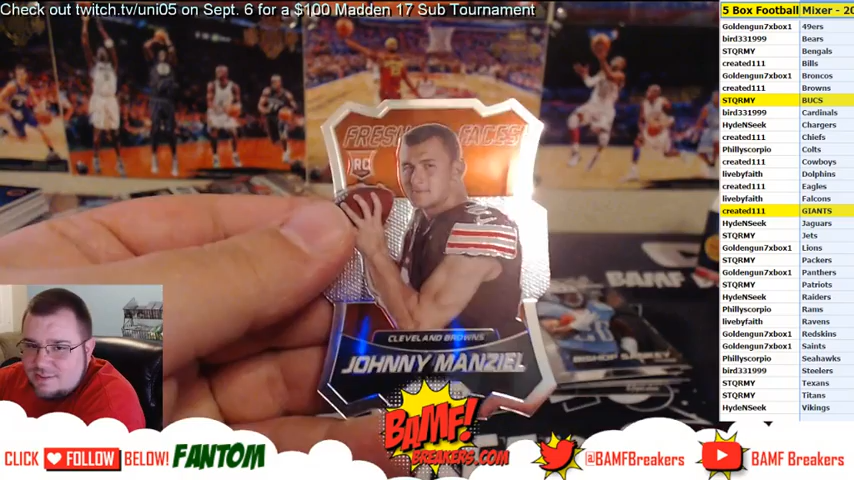 Check out twitch.tv/uni05 on Sept. 6 for a $100 Madden 17 Sub Tournament
5 Box Football Mixer - 20
Goldengun7xbox1 49ers
bird331999 Bears
STQRMY Bengals
created111 Bills
Goldengun7xbox1 Broncos
created111 Browns
STQRMY BUCS
bird331999 Cardinals
HydeNSeek Chargers
created111 Chiefs
Phillyscorpio Colts
created111 Cowboys
livebyfaith Dolphins
created111 Eagles
livebyfaith Falcons
created111 GIANTS
HydeNSeek Jaguars
STQRMY Jets
Goldengun7xbox1 Lions
STQRMY Packers
Goldengun7xbox1 Panthers
STQRMY Patriots
HydeNSeek Raiders
Phillyscorpio Rams
livebyfaith Ravens
Goldengun7xbox1 Redskins
Goldengun7xbox1 Saints
Phillyscorpio Seahawks
bird331999 Steelers
STQRMY Texans
STQRMY Titans
HydeNSeek Vikings
FRESH FACES
RC
CLEVELAND BROWNS
JOHNNY MANZIEL
BAMF
BISHOP SANKEY
CLICK FOLLOW BELOW! FANTOM
BAMF!
BREAKERS.COM
@BAMFBreakers
BAMF Breakers